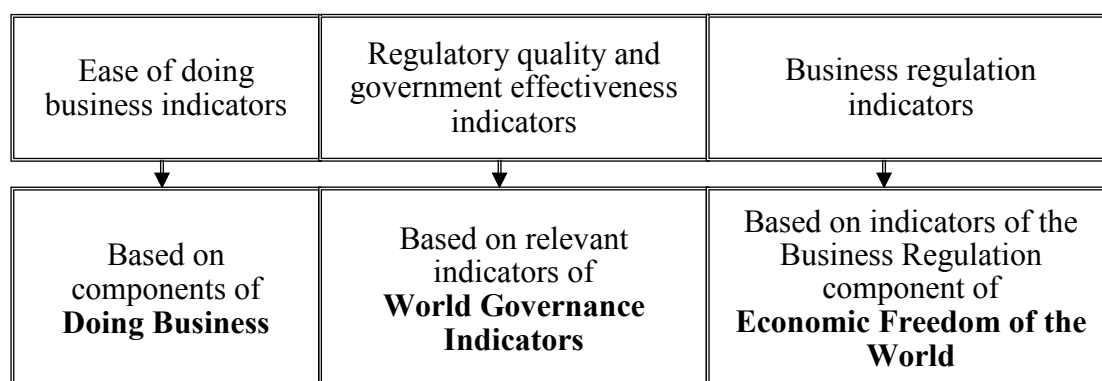 Ease of doing
business indicators
Regulatory quality and
government effectiveness
indicators
Business regulation
indicators
Based on
components of
Doing Business
Based on relevant
indicators of
World Governance
Indicators
Based on indicators of the
Business Regulation
component of
Economic Freedom of the
World